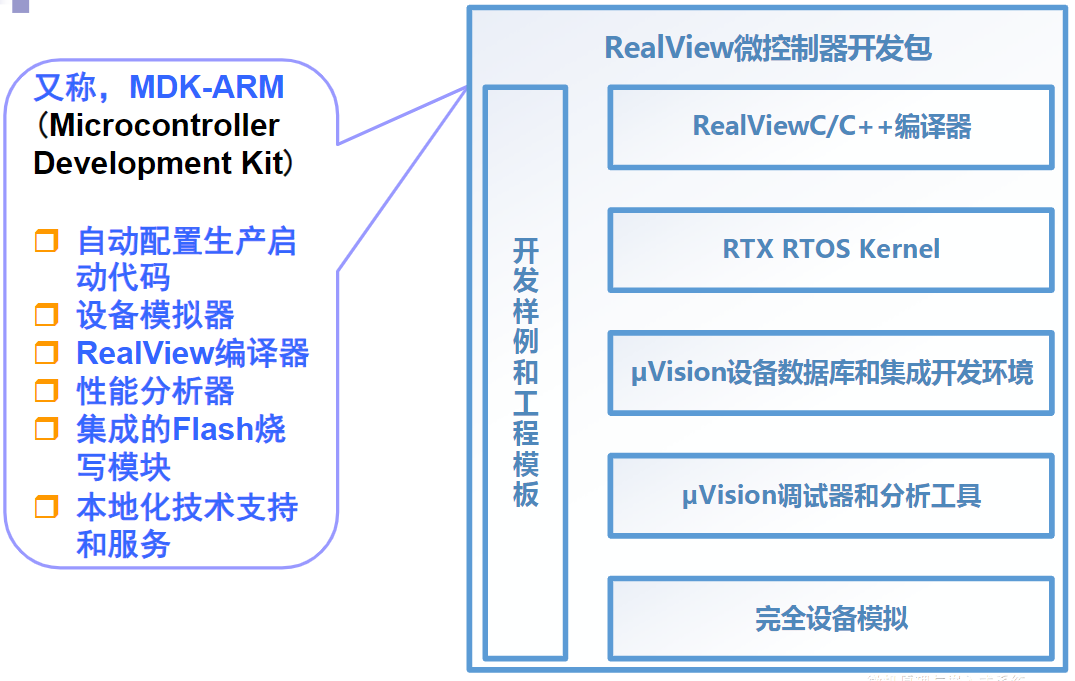 又称，MDK-ARM
（Microcontroller
Development Kit）
自动配置生产启
动代码
设备模拟器
RealView编译器
性能分析器
集成的Flash烧
写模块
本地化技术支持
和服务
RealView微控制器开发包
开发样例和工程模板
RealViewC/C++编译器
RTX RTOS Kernel
μVision设备数据库和集成开发环境
μVision调试器和分析工具
完全设备模拟